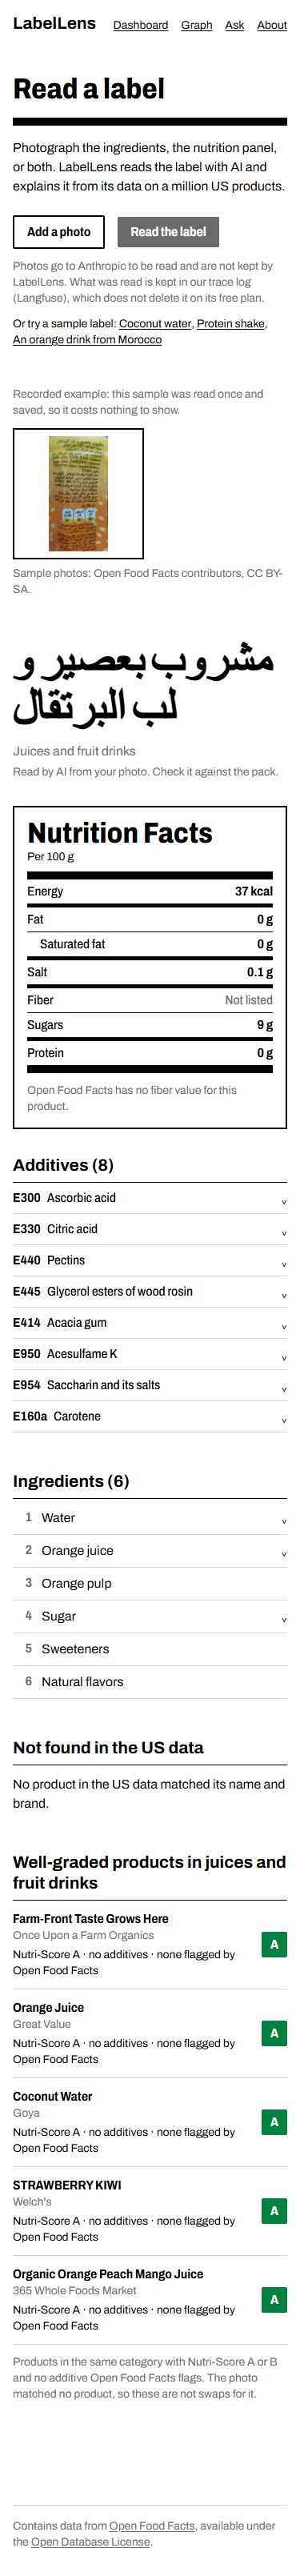 LabelLens Dashboard Graph Ask About
Read a label
Photograph the ingredients, the nutrition panel,
or both. LabelLens reads the label with AI and
explains it from its data on a million US products.
Add a photo Read the label
Photos go to Anthropic to be read and are not kept by
LabelLens. What was read is kept in our trace log
(Langfuse), which does not delete it on its free plan.
Or try a sample label: Coconut water, Protein shake,
An orange drink from Morocco
Recorded example: this sample was read once and
saved, so it costs nothing to show.
Sample photos: Open Food Facts contributors, CC BY-
SA.
مشروب بعصير و
لب البرتقال
Juices and fruit drinks
Read by AI from your photo. Check it against the pack.
Nutrition Facts
Per 100 g
Energy 37 kcal
Fat 0 g
Saturated fat 0 g
Salt 0.1 g
Fiber Not listed
Sugars 9 g
Protein 0 g
Open Food Facts has no fiber value for this
product.
Additives (8)
E300 Ascorbic acid
E330 Citric acid
E440 Pectins
E445 Glycerol esters of wood rosin
E414 Acacia gum
E950 Acesulfame K
E954 Saccharin and its salts
E160a Carotene
Ingredients (6)
1 Water
2 Orange juice
3 Orange pulp
4 Sugar
5 Sweeteners
6 Natural flavors
Not found in the US data
No product in the US data matched its name and
brand.
Well-graded products in juices and
fruit drinks
Farm-Front Taste Grows Here
Once Upon a Farm Organics
Nutri-Score A · no additives · none flagged by
Open Food Facts
A
Orange Juice
Great Value
Nutri-Score A · no additives · none flagged by
Open Food Facts
A
Coconut Water
Goya
Nutri-Score A · no additives · none flagged by
Open Food Facts
A
STRAWBERRY KIWI
Welch's
Nutri-Score A · no additives · none flagged by
Open Food Facts
A
Organic Orange Peach Mango Juice
365 Whole Foods Market
Nutri-Score A · no additives · none flagged by
Open Food Facts
A
Products in the same category with Nutri-Score A or B
and no additive Open Food Facts flags. The photo
matched no product, so these are not swaps for it.
Contains data from Open Food Facts, available under
the Open Database License.